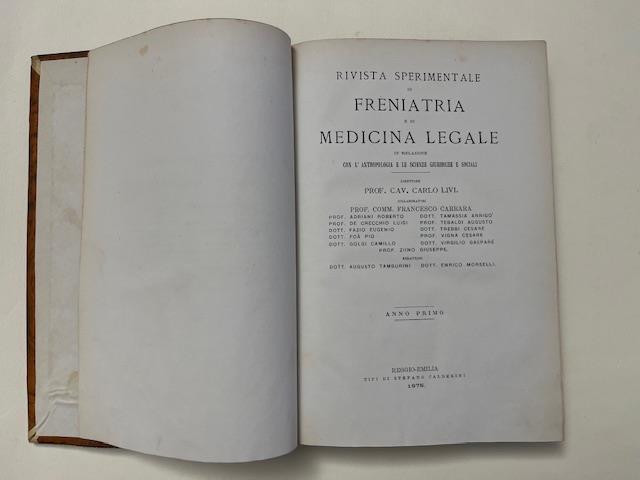 RIVISTA SPERIMENTALE
DI
FRENIATRIA
E DI
MEDICINA LEGALE
IN RELAZIONE
CON L' ANTROPOLOGIA E LE SCIENZE GIURIDICHE E SOCIALI
DIRETTORE
PROF. CAV. CARLO LIVI.
COLLABORATORI
PROF. COMM. FRANCESCO CARRARA
PROF. ADRIANI ROBERTO DOTT. TAMASSIA ARRIGO
PROF. DE CRECCHIO LUIGI PROF. TEBALDI AUGUSTO
DOTT. FAZIO EUGENIO DOTT. TREBBI CESARE
DOTT. FOÀ PIO PROF. VIGNA CESARE
DOTT. GOLGI CAMILLO DOTT. VIRGILIO GASPARE
PROF. ZIINO GIUSEPPE.
REDATTORI
DOTT. AUGUSTO TAMBURINI DOTT. ENRICO MORSELLI.
ANNO PRIMO
REGGIO-EMILIA
TIPI DI STEFANO CALDERINI
1875.